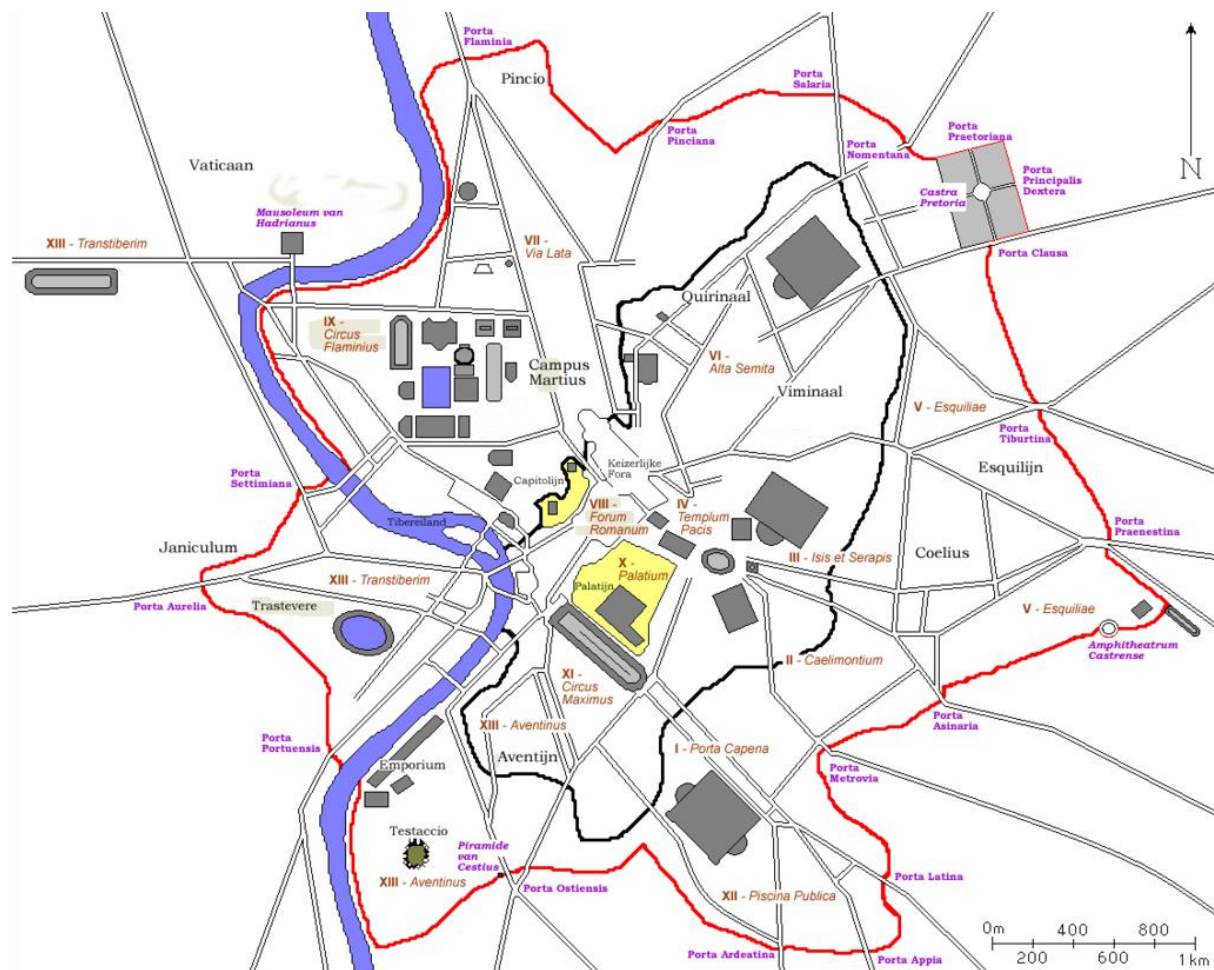 Porta
Flaminia
Pincio
Porta
Salaria
Porta
Pinciana
Porta
Nomentana
Porta
Praetoriana
Porta
Principalis
Dextera
Castra
Pretoria
N
Vaticaan
Mausoleum van
Hadrianus
XIII - Transtiberim
VII -
Via Lata
Porta Clausa
Quirinaal
IX -
Circus
Flaminius
Campus
Martius
VI -
Alta Semita
Viminaal
V - Esquiliae
Porta
Tiburtina
Esquilijn
Porta
Settimiana
Capitolijn
Keizerlijke
Fora
VIII -
Forum
Romanum
IV -
Templum
Pacis
Tibereiland
Porta
Praenestina
Janiculum
XIII - Transtiberim
X -
Palatium
Palatijn
III - Isis et Serapis
Coelius
Porta Aurelia
Trastevere
V - Esquiliae
Amphitheatrum
Castrense
II - Caelimontium
XI -
Circus
Maximus
XIII - Aventinus
Porta
Asinaria
Porta
Portuensis
Emporium
Aventijn
I - Porta Capena
Porta
Metrovia
Testaccio
Piramide
van
Cestius
XIII - Aventinus
Porta Ostiensis
XII - Piscina Publica
Porta Latina
Porta Ardeatina
Porta Appia
0m 400 800
200 600 1 km